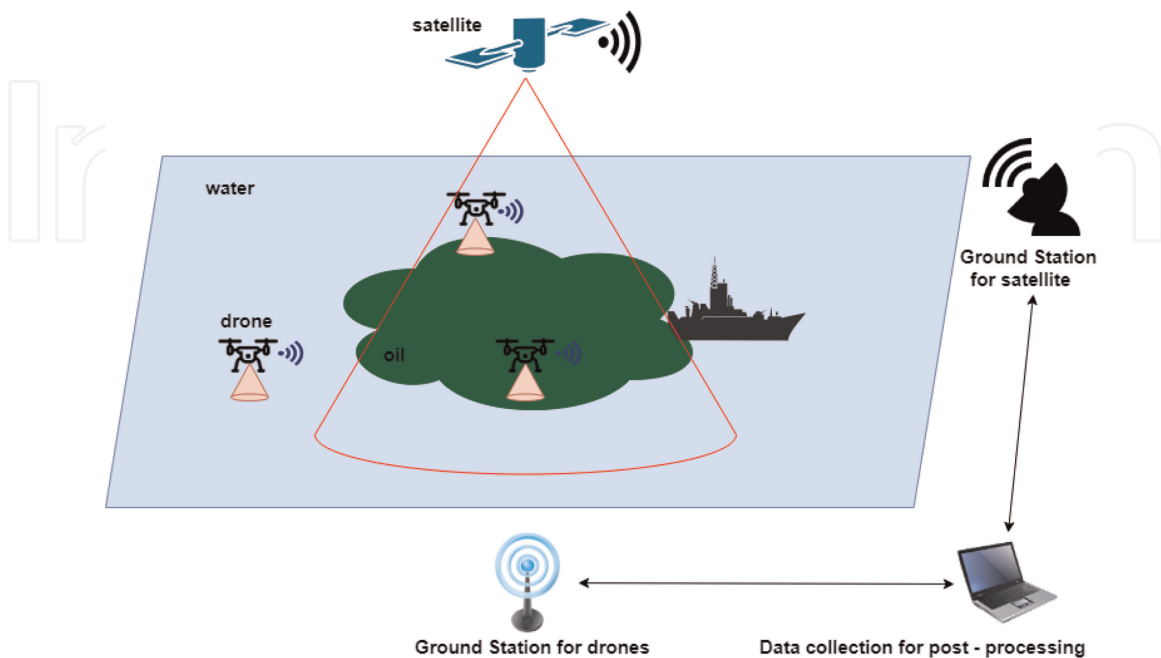 satellite
water
drone
oil
Ground Station
for satellite
Ground Station for drones
Data collection for post - processing